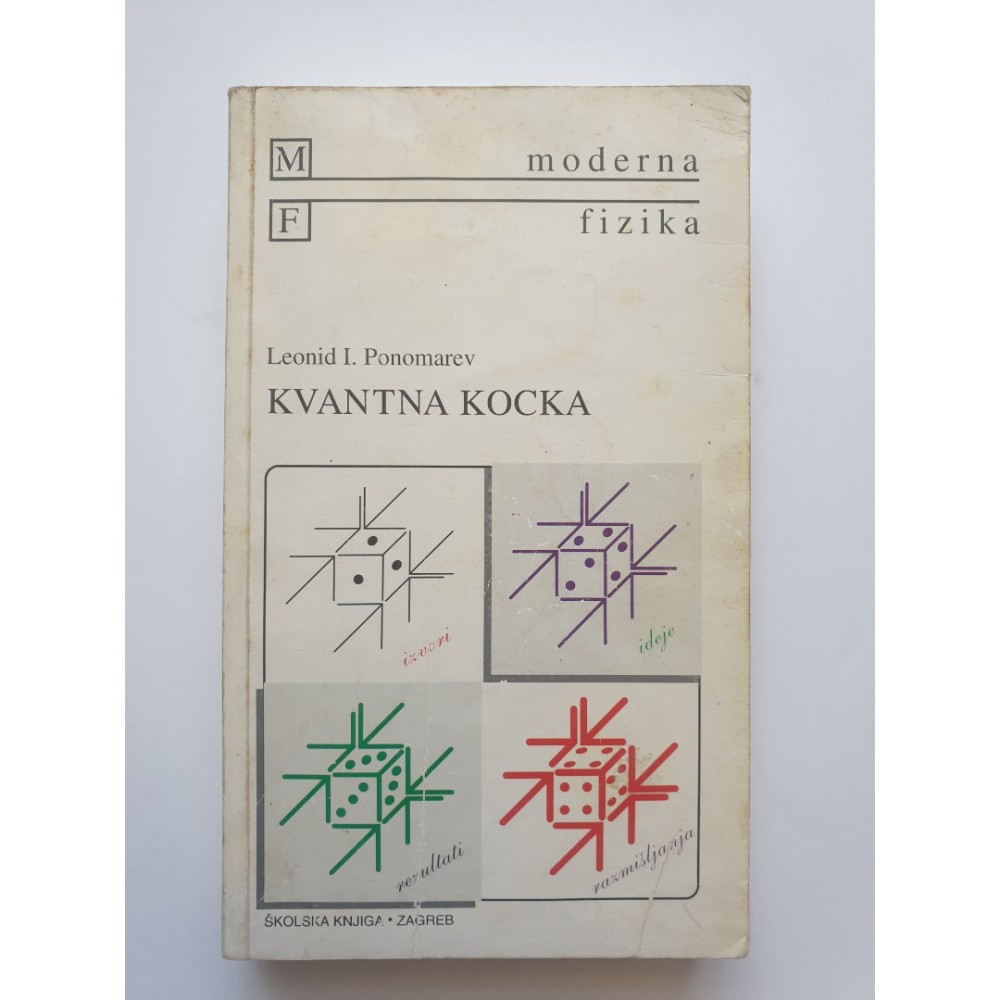 M moderna
F fizika
Leonid I. Ponomarev
KVANTNA KOCKA
izvori
ideje
rezultati
razmišljanja
ŠKOLSKA KNJIGA • ZAGREB